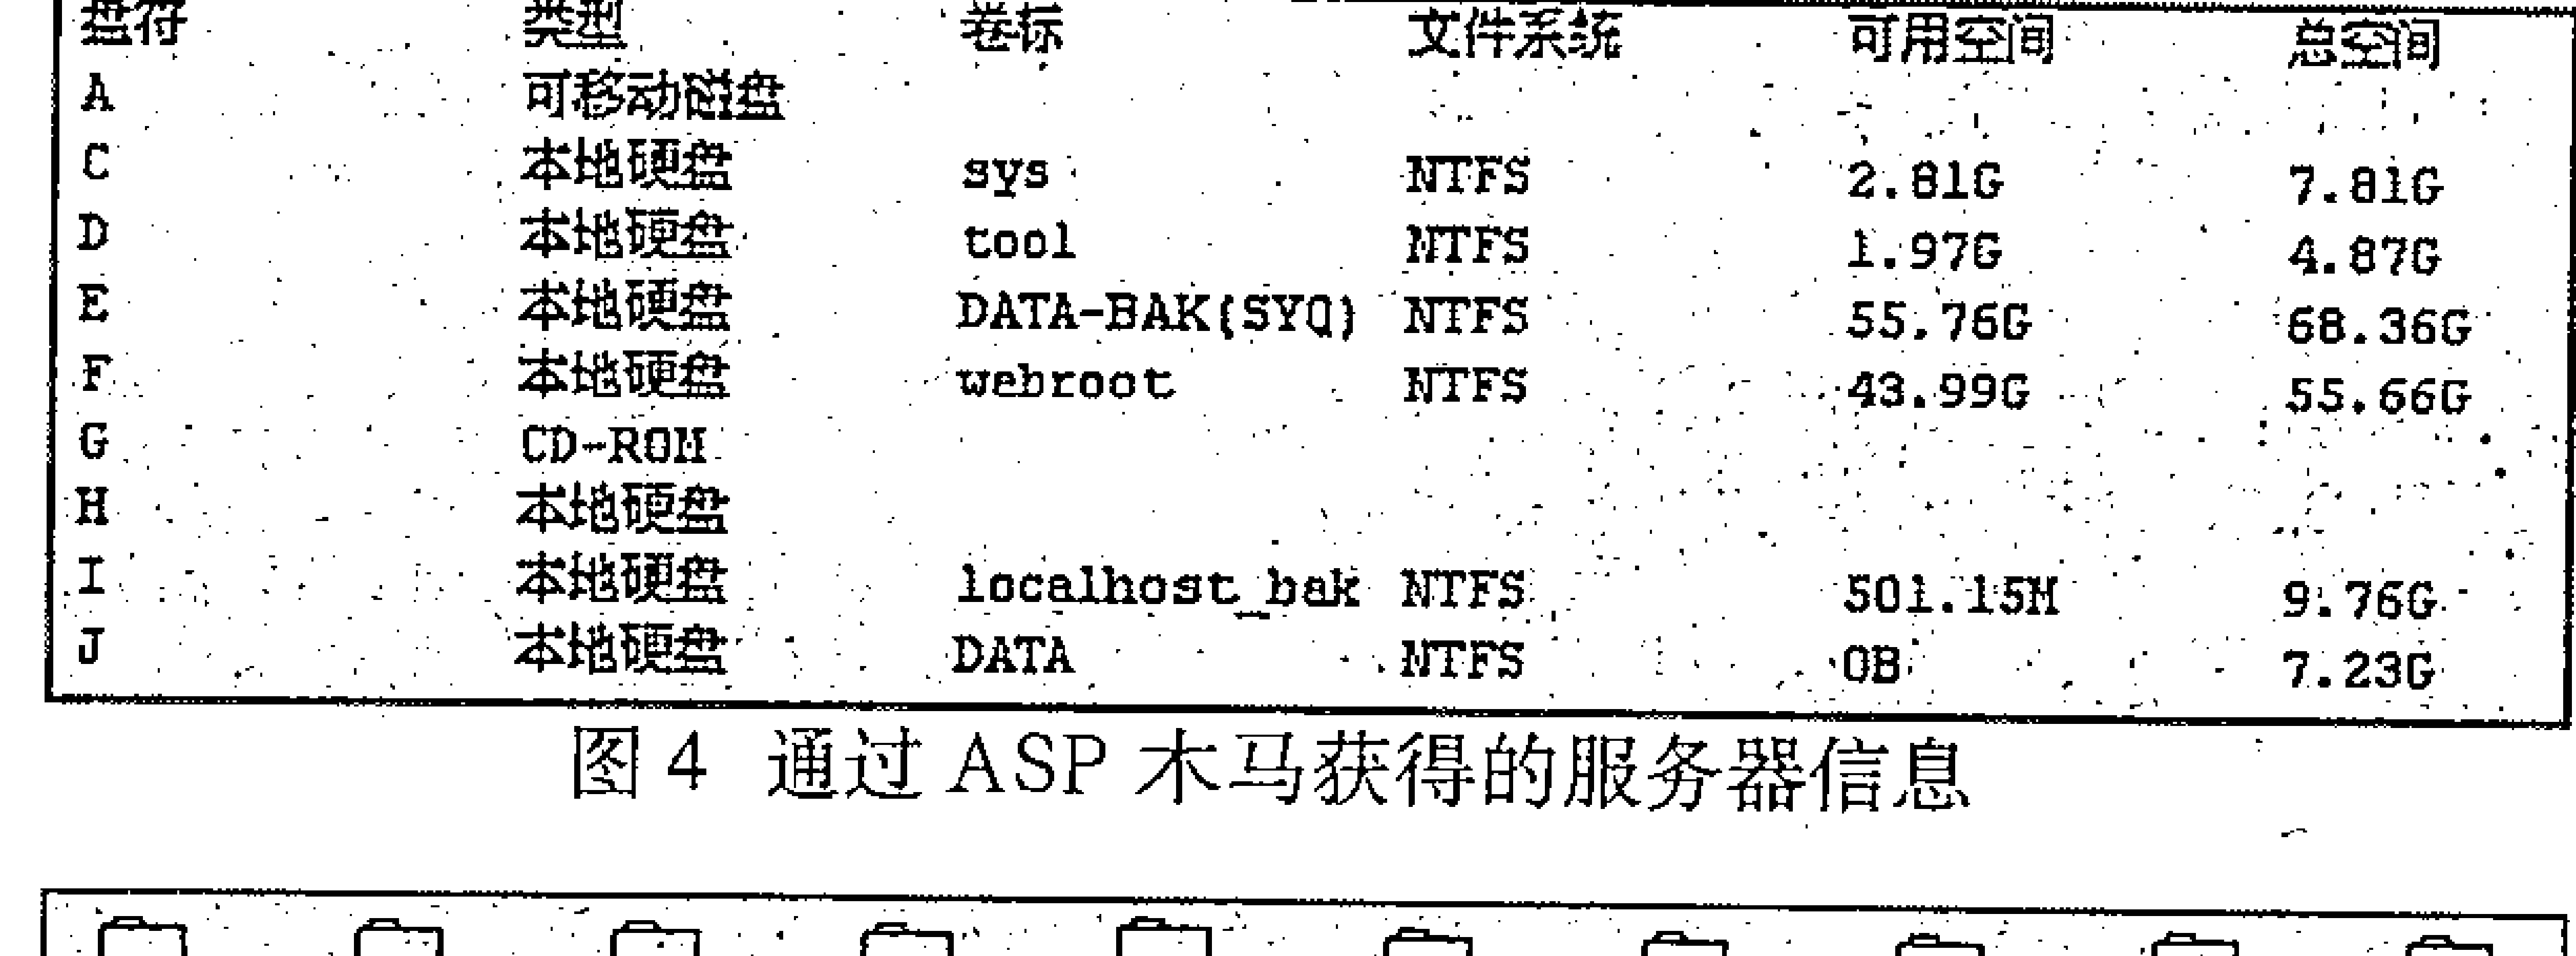 盘符 类型 卷标 文件系统 可用空间 总空间
A 可移动磁盘
C 本地硬盘 sys NTFS 2.81G 7.81G
D 本地硬盘 tool NTFS 1.97G 4.87G
E 本地硬盘 DATA-BAK(SYQ) NTFS 55.76G 68.36G
F 本地硬盘 webroot NTFS 43.99G 55.66G
G CD-ROM
H 本地硬盘
I 本地硬盘 localhost_bak NTFS 501.15M 9.76G
J 本地硬盘 DATA NTFS 0B 7.23G
图 4 通过 ASP 木马获得的服务器信息